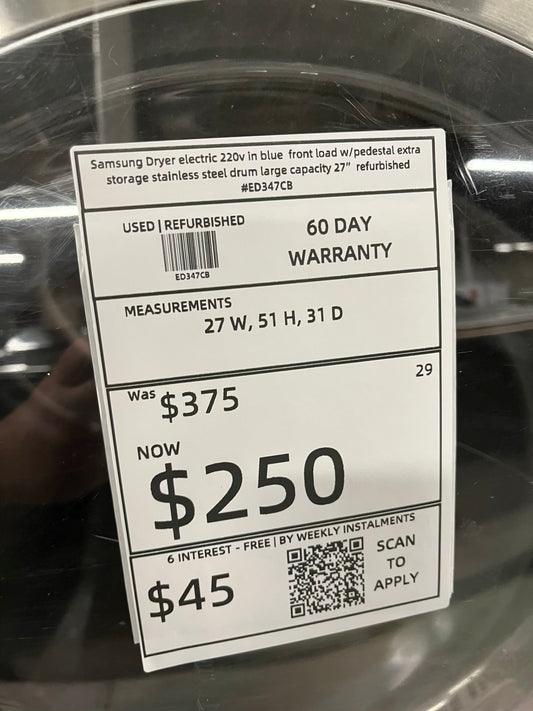 Samsung Dryer electric 220v in blue front load w/pedestal extra
storage stainless steel drum large capacity 27” refurbished
#ED347CB
USED | REFURBISHED
ED347CB
60 DAY
WARRANTY
MEASUREMENTS
27 W, 51 H, 31 D
29
Was $375
NOW
$250
6 INTEREST - FREE | BY WEEKLY INSTALMENTS
$45
SCAN
TO
APPLY